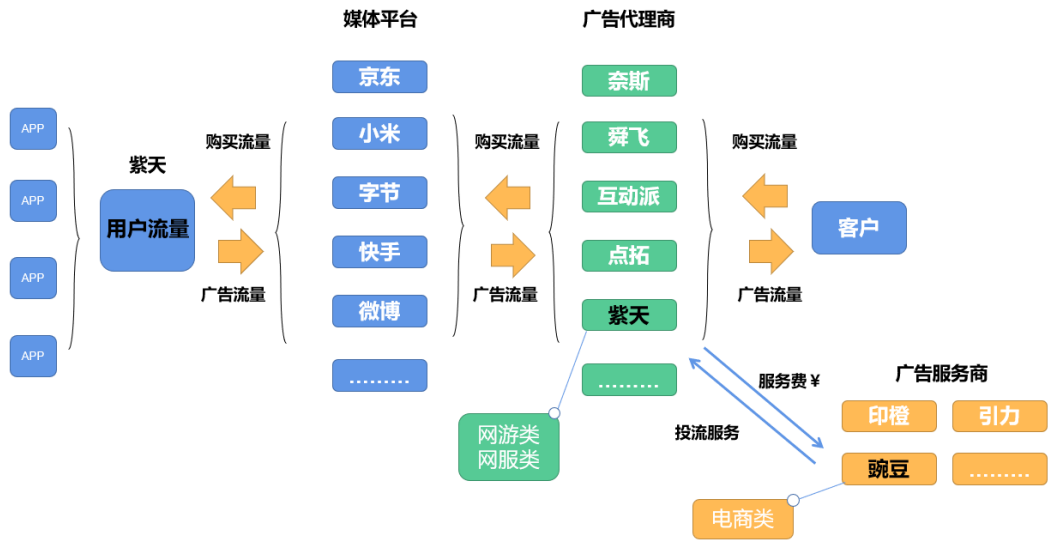 媒体平台
广告代理商
京东
奈斯
APP
小米
舜飞
购买流量
购买流量
购买流量
紫天
APP
用户流量
字节
互动派
客户
APP
快手
点拓
广告流量
广告流量
广告流量
微博
紫天
APP
………
………
服务费¥
投流服务
广告服务商
网游类
网服类
印橙
引力
豌豆
………
电商类